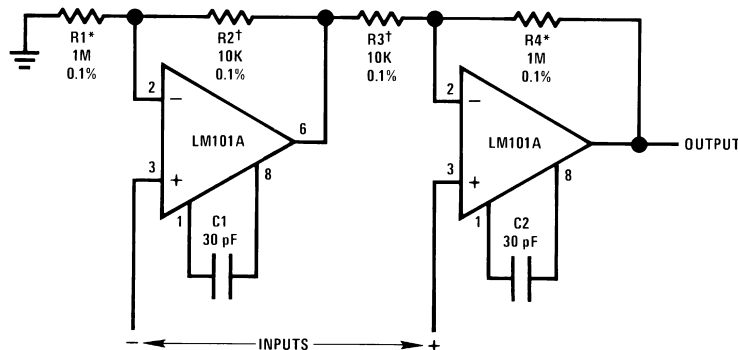 R1*
1M
0.1%
R2†
10K
0.1%
R3†
10K
0.1%
R4*
1M
0.1%
2
−
LM101A
6
3
+
8
1
C1
30 pF
2
−
LM101A
OUTPUT
3
+
8
1
C2
30 pF
− INPUTS +